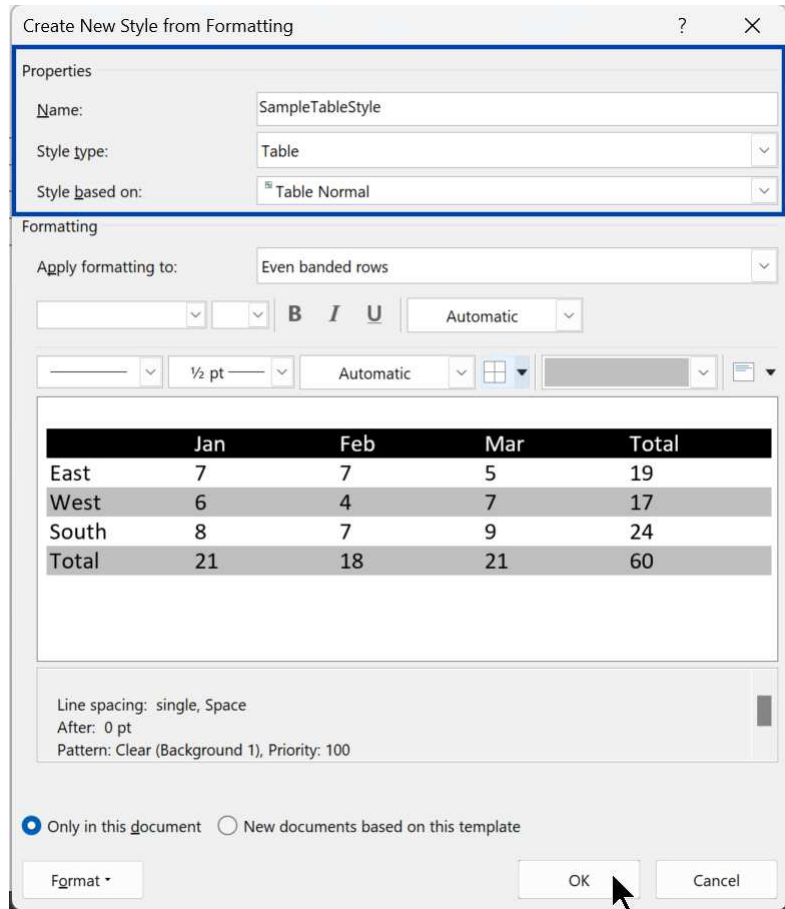 Create New Style from Formatting ?
Properties
Name: SampleTableStyle
Style type: Table
Style based on: Table Normal
Formatting
Apply formatting to: Even banded rows
B I U Automatic
½ pt Automatic
Jan Feb Mar Total
East 7 7 5 19
West 6 4 7 17
South 8 7 9 24
Total 21 18 21 60
Line spacing: single, Space
After: 0 pt
Pattern: Clear (Background 1), Priority: 100
Only in this document New documents based on this template
Format OK Cancel